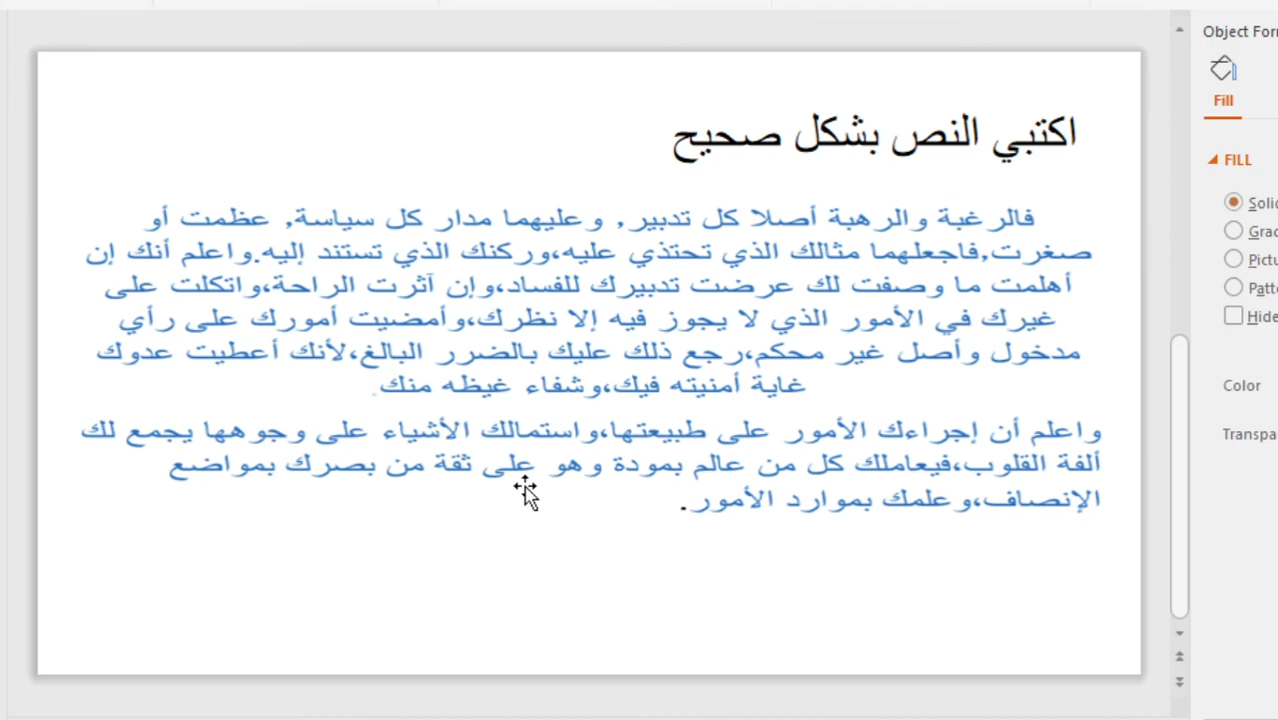 Object For
Fill
FILL
Solid
Grad
Pictu
Patte
Hide
Color
Transpa
اكتبي النص بشكل صحيح
فالرغبة والرهبة أصلا كل تدبير, وعليهما مدار كل سياسة, عظمت أو
صغرت,فاجعلهما مثالك الذي تحتذي عليه،وركنك الذي تستند إليه.واعلم أنك إن
أهلمت ما وصفت لك عرضت تدبيرك للفساد،وإن آثرت الراحة،واتكلت على
غيرك في الأمور الذي لا يجوز فيه إلا نظرك،وأمضيت أمورك على رأي
مدخول وأصل غير محكم،رجع ذلك عليك بالضرر البالغ،لأنك أعطيت عدوك
غاية أمنيته فيك،وشفاء غيظه منك.
واعلم أن إجراءك الأمور على طبيعتها،واستمالك الأشياء على وجوهها يجمع لك
ألفة القلوب،فيعاملك كل من عالم بمودة وهو على ثقة من بصرك بمواضع
الإنصاف،وعلمك بموارد الأمور.